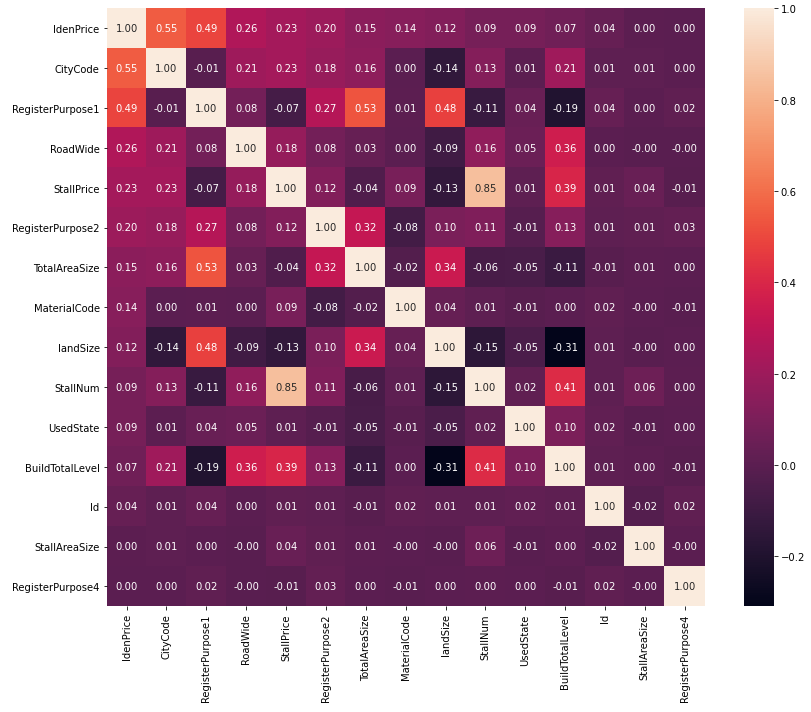 IdenPrice 1.00 0.55 0.49 0.26 0.23 0.20 0.15 0.14 0.12 0.09 0.09 0.07 0.04 0.00 0.00
CityCode 0.55 1.00 -0.01 0.21 0.23 0.18 0.16 0.00 -0.14 0.13 0.01 0.21 0.01 0.01 0.00
RegisterPurpose1 0.49 -0.01 1.00 0.08 -0.07 0.27 0.53 0.01 0.48 -0.11 0.04 -0.19 0.04 0.00 0.02
RoadWide 0.26 0.21 0.08 1.00 0.18 0.08 0.03 0.00 -0.09 0.16 0.05 0.36 0.00 -0.00 -0.00
StallPrice 0.23 0.23 -0.07 0.18 1.00 0.12 -0.04 0.09 -0.13 0.85 0.01 0.39 0.01 0.04 -0.01
RegisterPurpose2 0.20 0.18 0.27 0.08 0.12 1.00 0.32 -0.08 0.10 0.11 -0.01 0.13 0.01 0.01 0.03
TotalAreaSize 0.15 0.16 0.53 0.03 -0.04 0.32 1.00 -0.02 0.34 -0.06 -0.05 -0.11 -0.01 0.01 0.00
MaterialCode 0.14 0.00 0.01 0.00 0.09 -0.08 -0.02 1.00 0.04 0.01 -0.01 0.00 0.02 -0.00 -0.01
landSize 0.12 -0.14 0.48 -0.09 -0.13 0.10 0.34 0.04 1.00 -0.15 -0.05 -0.31 0.01 -0.00 0.00
StallNum 0.09 0.13 -0.11 0.16 0.85 0.11 -0.06 0.01 -0.15 1.00 0.02 0.41 0.01 0.06 0.00
UsedState 0.09 0.01 0.04 0.05 0.01 -0.01 -0.05 -0.01 -0.05 0.02 1.00 0.10 0.02 -0.01 0.00
BuildTotalLevel 0.07 0.21 -0.19 0.36 0.39 0.13 -0.11 0.00 -0.31 0.41 0.10 1.00 0.01 0.00 -0.01
Id 0.04 0.01 0.04 0.00 0.01 0.01 -0.01 0.02 0.01 0.01 0.02 0.01 1.00 -0.02 0.02
StallAreaSize 0.00 0.01 0.00 -0.00 0.04 0.01 0.01 -0.00 -0.00 0.06 -0.01 0.00 -0.02 1.00 -0.00
RegisterPurpose4 0.00 0.00 0.02 -0.00 -0.01 0.03 0.00 -0.01 0.00 0.00 0.00 -0.01 0.02 -0.00 1.00
IdenPrice
CityCode
RegisterPurpose1
RoadWide
StallPrice
RegisterPurpose2
TotalAreaSize
MaterialCode
landSize
StallNum
UsedState
BuildTotalLevel
Id
StallAreaSize
RegisterPurpose4
1.0
0.8
0.6
0.4
0.2
0.0
−0.2